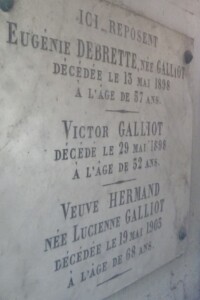 ICI REPOSENT
EUGÉNIE DEBRETTE, NÉE GALLIOT
DÉCÉDÉE LE 13 MAI 1896
À L'ÂGE DE 57 ANS.
VICTOR GALLIOT
DÉCÉDÉ LE 29 MAI 1898
À L'ÂGE DE 52 ANS.
VEUVE HERMAND
NÉE LUCIENNE GALLIOT
DÉCÉDÉE LE 19 MAI 1905
À L'ÂGE DE 68 ANS.